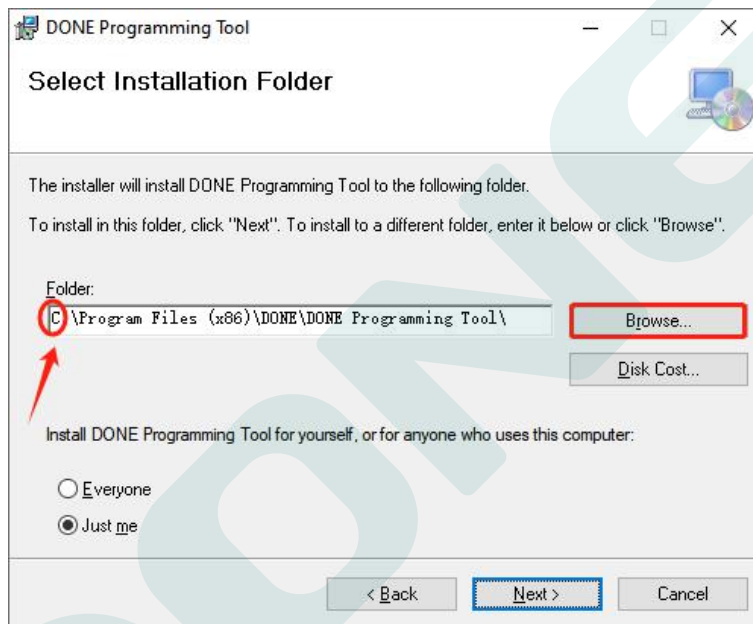 DONE Programming Tool
Select Installation Folder
The installer will install DONE Programming Tool to the following folder.
To install in this folder, click "Next". To install to a different folder, enter it below or click "Browse".
Folder:
C:\Program Files (x86)\DONE\DONE Programming Tool\
Browse...
Disk Cost...
Install DONE Programming Tool for yourself, or for anyone who uses this computer:
Everyone
Just me
< Back
Next >
Cancel